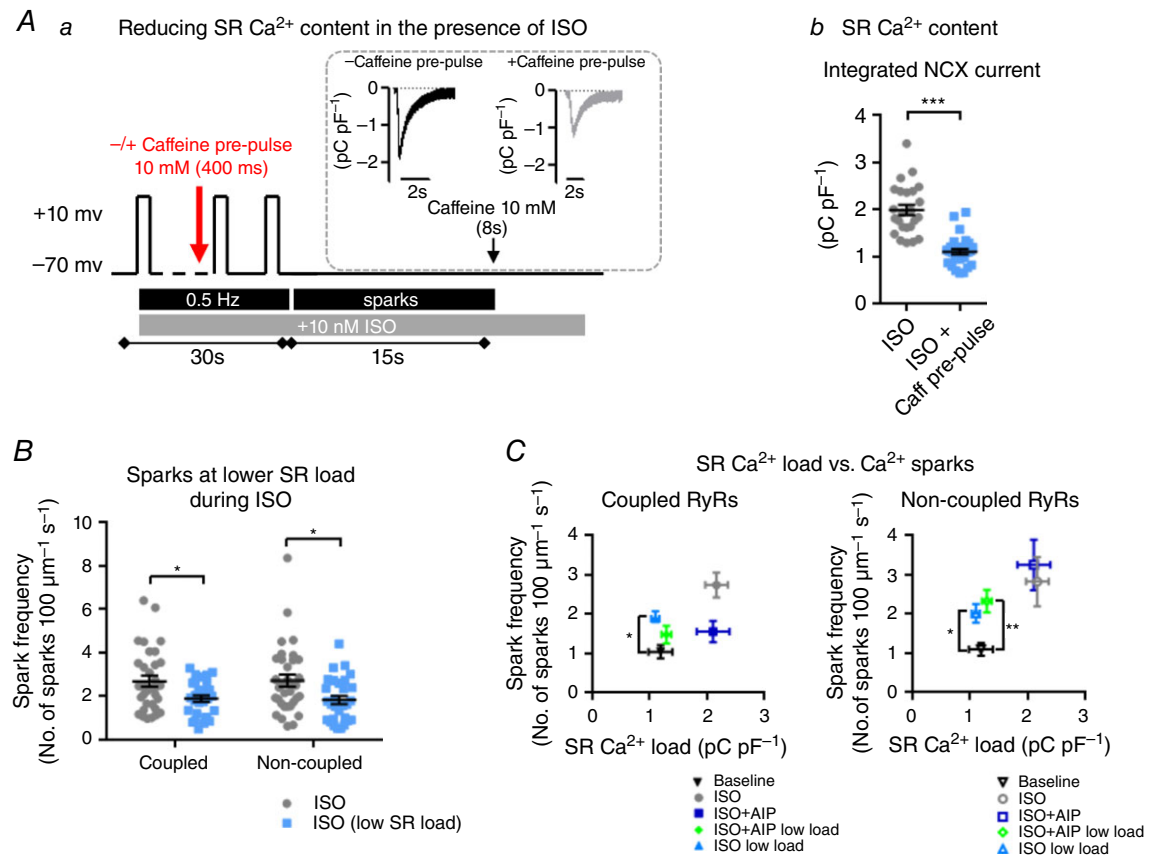 A a Reducing SR Ca²⁺ content in the presence of ISO
–/+ Caffeine pre-pulse
10 mM (400 ms)
+10 mv
–70 mv
–Caffeine pre-pulse
0
–1
–2
(pC pF⁻¹)
2s
+Caffeine pre-pulse
0
–1
–2
(pC pF⁻¹)
2s
Caffeine 10 mM
(8s)
0.5 Hz
sparks
+10 nM ISO
30s
15s
b SR Ca²⁺ content
Integrated NCX current
***
4
3
2
1
0
(pC pF⁻¹)
ISO
ISO +
Caff pre-pulse
B
Sparks at lower SR load
during ISO
Spark frequency
(No. of sparks 100 µm⁻¹ s⁻¹)
10
8
6
4
2
0
*
*
Coupled
Non-coupled
ISO
ISO (low SR load)
C
SR Ca²⁺ load vs. Ca²⁺ sparks
Coupled RyRs
Spark frequency
(No. of sparks 100 µm⁻¹ s⁻¹)
4
3
2
1
0
*
0
1
2
3
SR Ca²⁺ load (pC pF⁻¹)
Baseline
ISO
ISO+AIP
ISO+AIP low load
ISO low load
Non-coupled RyRs
Spark frequency
(No.of sparks 100 µm⁻¹ s⁻¹)
4
3
2
1
0
*
**
0
1
2
3
SR Ca²⁺ load (pC pF⁻¹)
Baseline
ISO
ISO+AIP
ISO+AIP low load
ISO low load